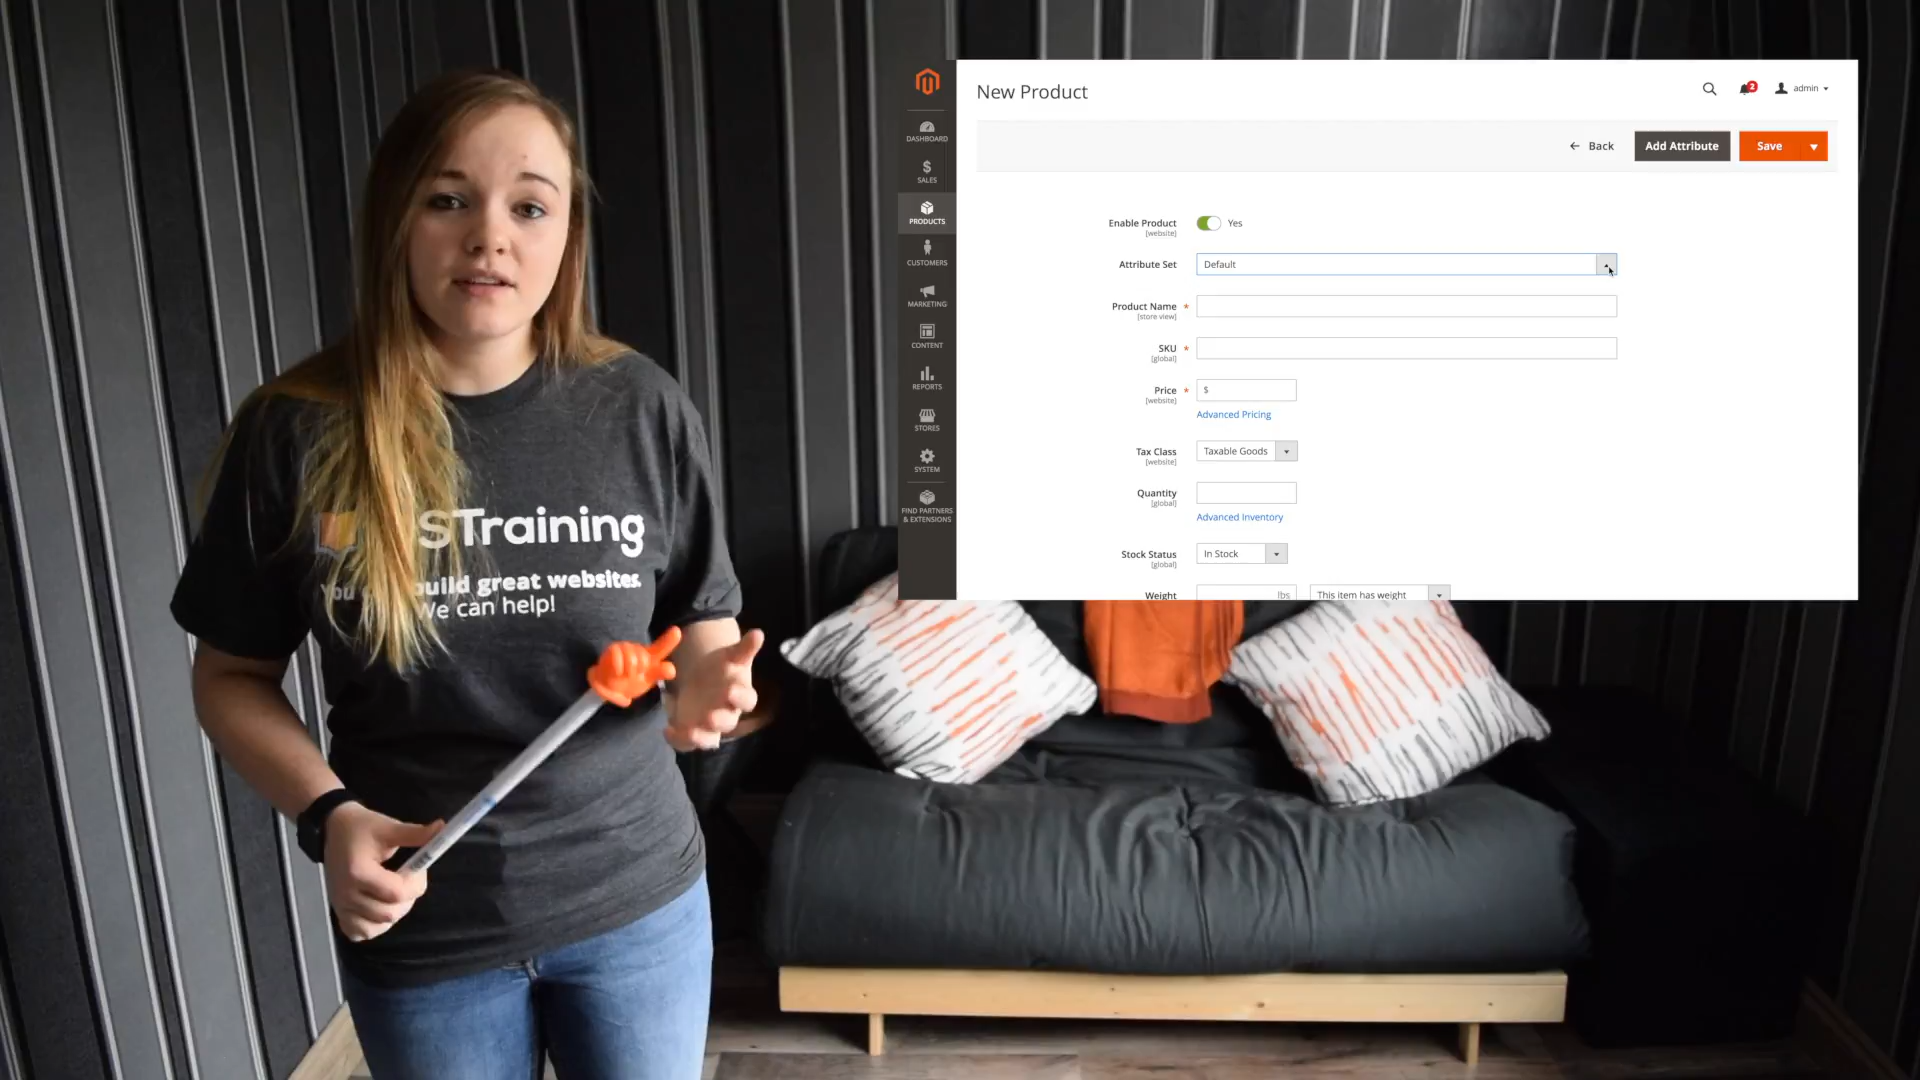 STraining
You build great websites.
We can help!
New Product
2
admin
Back
Add Attribute
Save
DASHBOARD
SALES
PRODUCTS
CUSTOMERS
MARKETING
CONTENT
REPORTS
STORES
SYSTEM
FIND PARTNERS
& EXTENSIONS
Enable Product
[website]
Yes
Attribute Set
Default
Product Name *
[store view]
SKU *
[global]
Price *
[website]
$
Advanced Pricing
Tax Class
[website]
Taxable Goods
Quantity
[global]
Advanced Inventory
Stock Status
[global]
In Stock
Weight
lbs
This item has weight